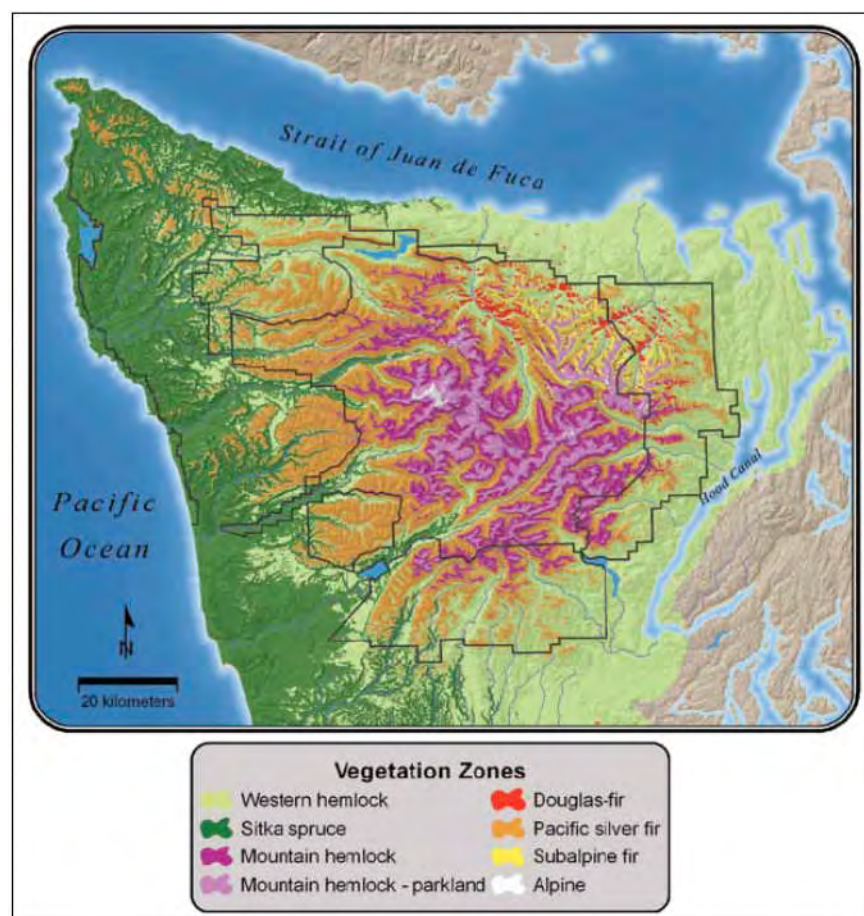 Strait of Juan de Fuca
Hood Canal
Pacific
Ocean
N
20 kilometers
Vegetation Zones
Western hemlock
Douglas-fir
Sitka spruce
Pacific silver fir
Mountain hemlock
Subalpine fir
Mountain hemlock - parkland
Alpine